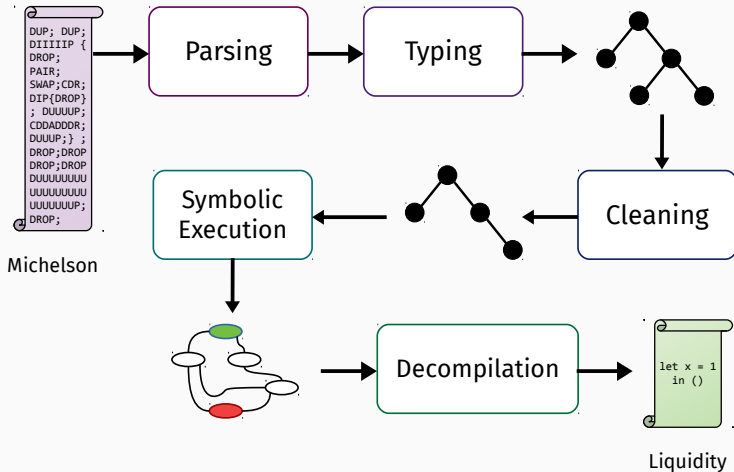 DUP; DUP;
DIIIIIP {
DROP;
PAIR;
SWAP;CDR;
DIP{DROP}
; DUUUUP;
CDDADDDR;
DUUUP;} ;
DROP;DROP
DROP;DROP
DUUUUUUUU
UUUUUUUUU
UUUUUUUP;
DROP;
Michelson
Parsing
Typing
Cleaning
Symbolic
Execution
Decompilation
let x = 1
in ()
Liquidity